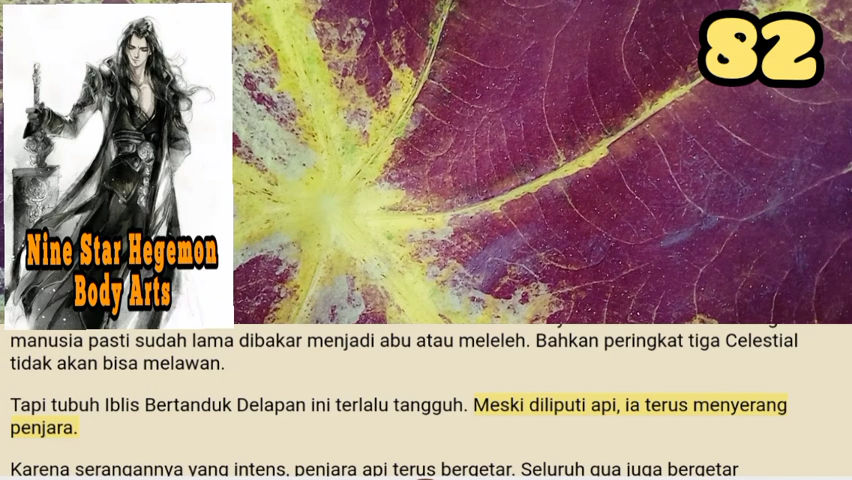 82
Nine Star Hegemon
Body Arts
manusia pasti sudah lama dibakar menjadi abu atau meleleh. Bahkan peringkat tiga Celestial
tidak akan bisa melawan.
Tapi tubuh Iblis Bertanduk Delapan ini terlalu tangguh. Meski diliputi api, ia terus menyerang
penjara.
Karena serangannya yang intens, penjara api terus bergetar. Seluruh gua juga bergetar